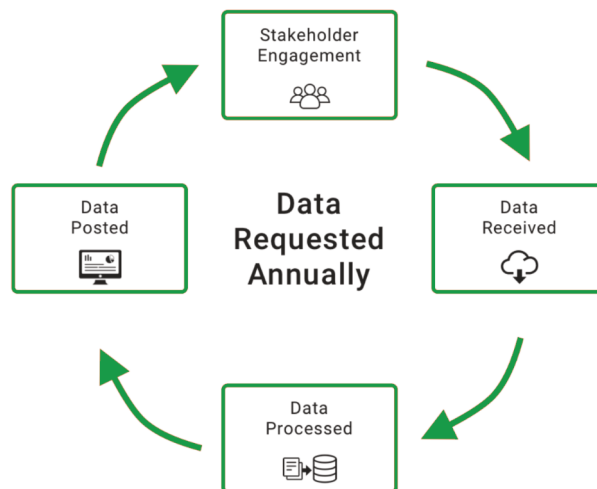 Stakeholder
Engagement
Data
Received
Data
Processed
Data
Posted
Data
Requested
Annually